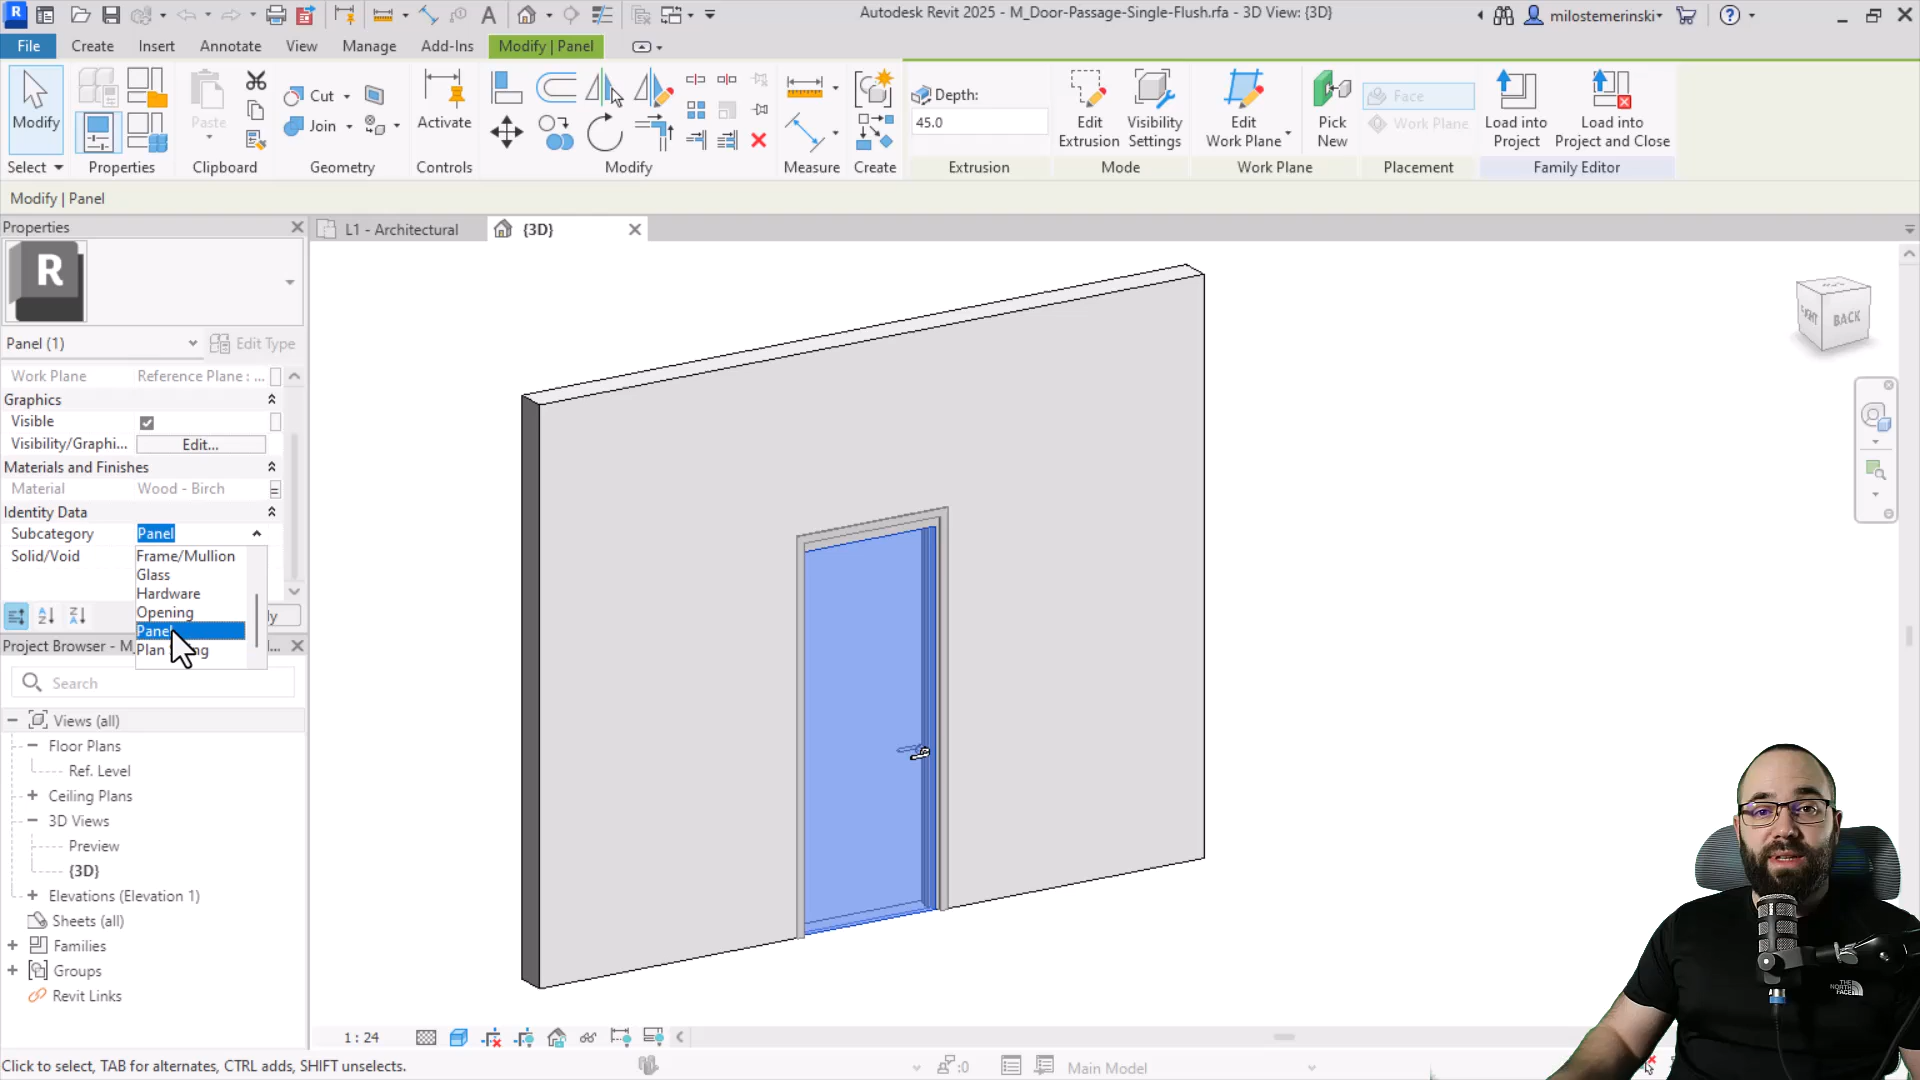 Autodesk Revit 2025 - M_Door-Passage-Single-Flush.rfa - 3D View: {3D}
milostemerinski
File Create Insert Annotate View Manage Add-Ins Modify | Panel
Modify
Paste
Cut
Join
Activate
Depth:
45.0
Edit Extrusion
Visibility Settings
Edit Work Plane
Pick New
Face
Work Plane
Load into Project
Load into Project and Close
Select Properties Clipboard Geometry Controls Modify Measure Create Extrusion Mode Work Plane Placement Family Editor
Modify | Panel
Properties
L1 - Architectural
{3D}
R
Panel (1)
Edit Type
Work Plane Reference Plane : ...
Graphics
Visible
Visibility/Graphi... Edit...
Materials and Finishes
Material Wood - Birch
Identity Data
Subcategory Panel
Solid/Void
Frame/Mullion
Glass
Hardware
Opening
Panel
Plan
Project Browser - M_
Search
Views (all)
Floor Plans
Ref. Level
Ceiling Plans
3D Views
Preview
{3D}
Elevations (Elevation 1)
Sheets (all)
Families
Groups
Revit Links
BACK
THE NORTH FACE
1 : 24
Click to select, TAB for alternates, CTRL adds, SHIFT unselects.
:0
Main Model